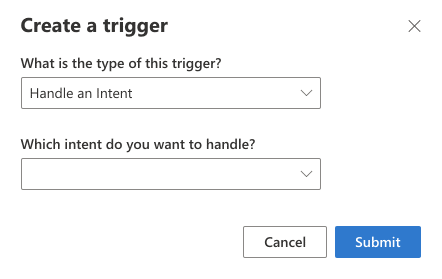 Create a trigger
What is the type of this trigger?
Handle an Intent
Which intent do you want to handle?
Cancel
Submit